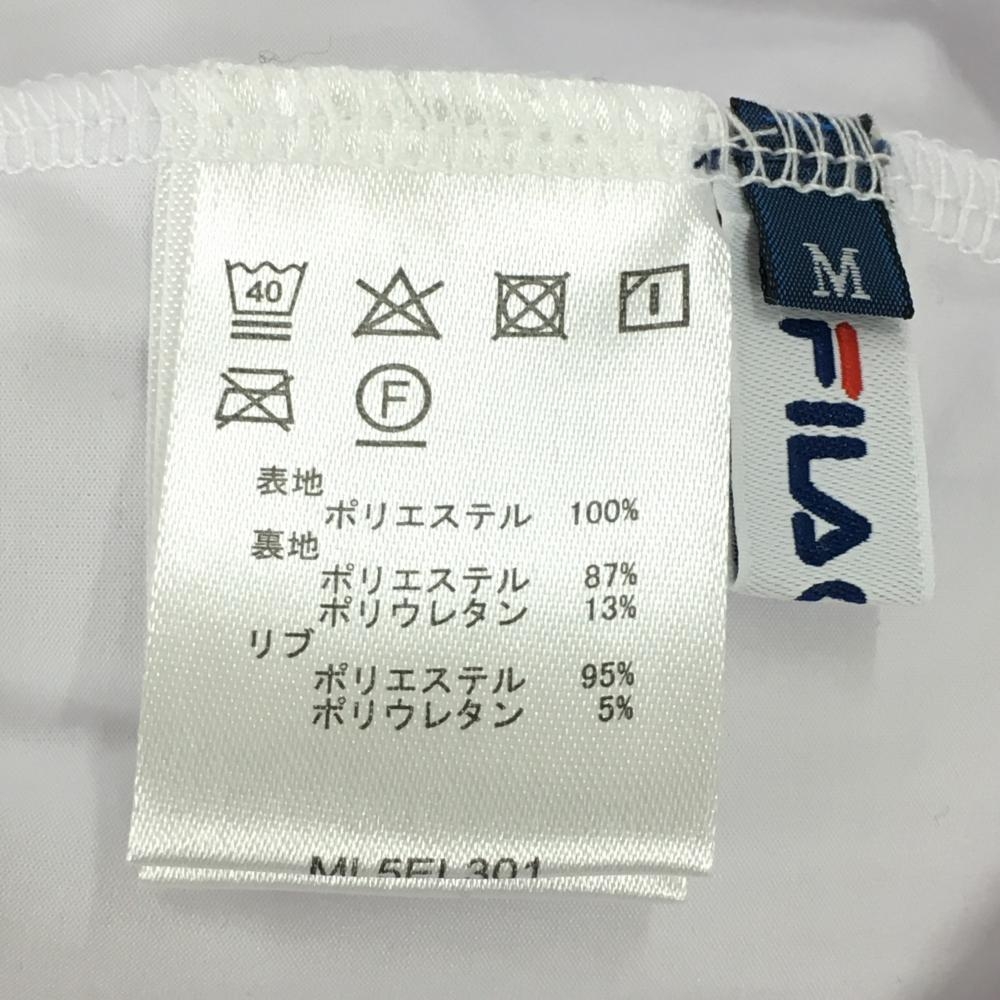 40
F
表地
ポリエステル 100%
裏地
ポリエステル 87%
ポリウレタン 13%
リブ
ポリエステル 95%
ポリウレタン 5%
M
FILA